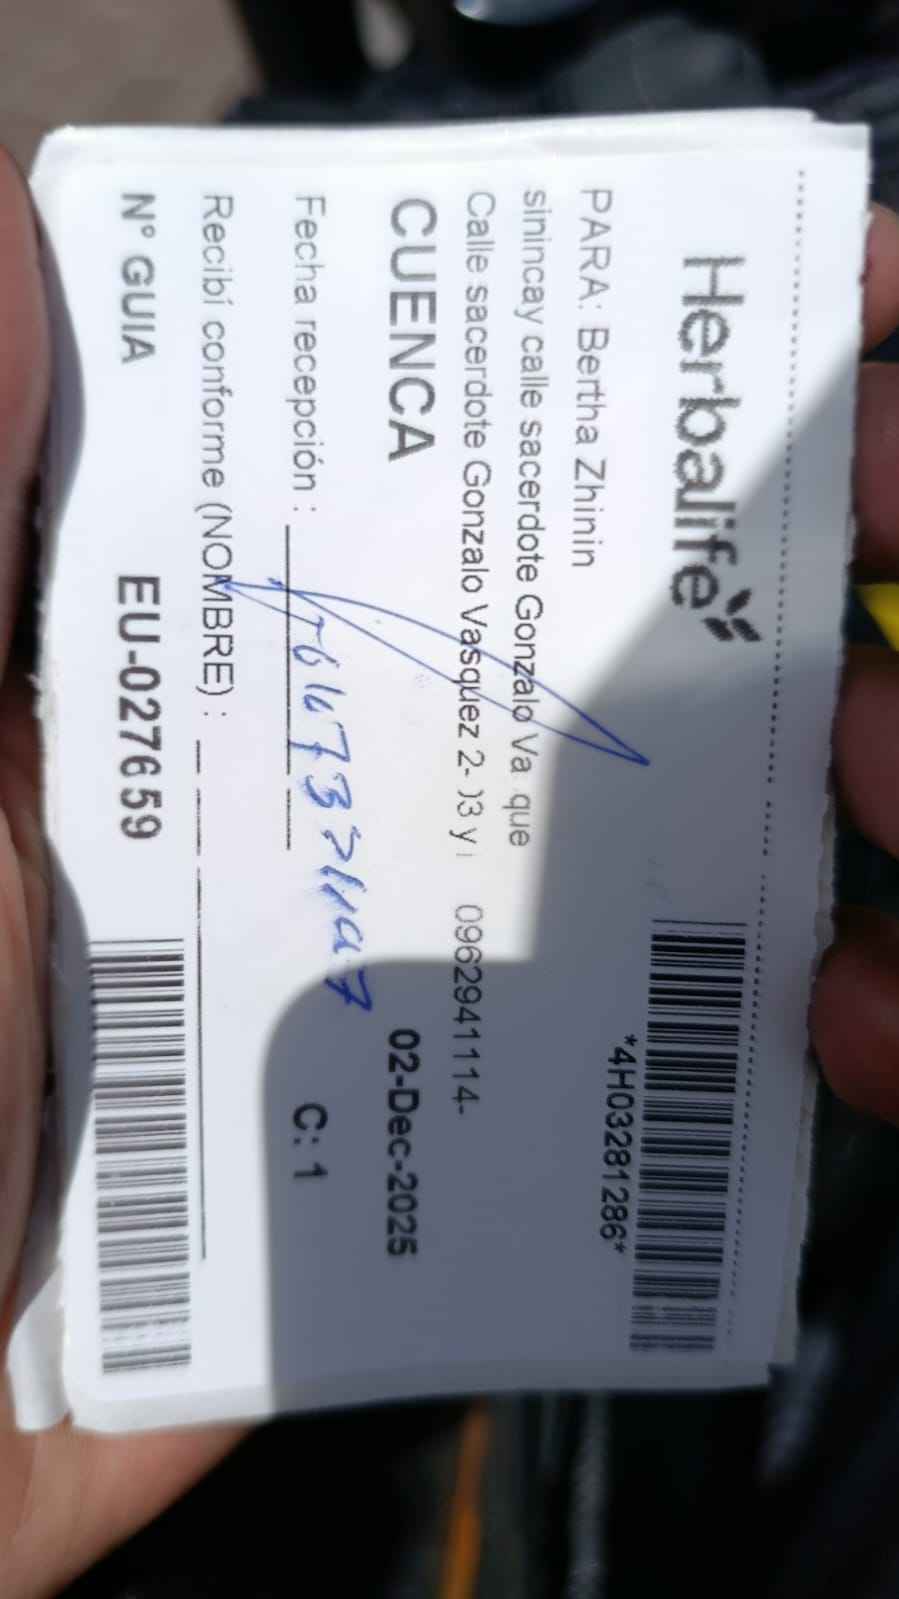 Herbalife
*4H03281286*
PARA: Bertha Zhinin
sinincay calle sacerdote Gonzalo Va que
Calle sacerdote Gonzalo Vasquez 2- 3 y 0962941114-
CUENCA 02-Dec-2025
Fecha recepción : C: 1
Recibí conforme (NOMBRE) :
N° GUIA EU-027659